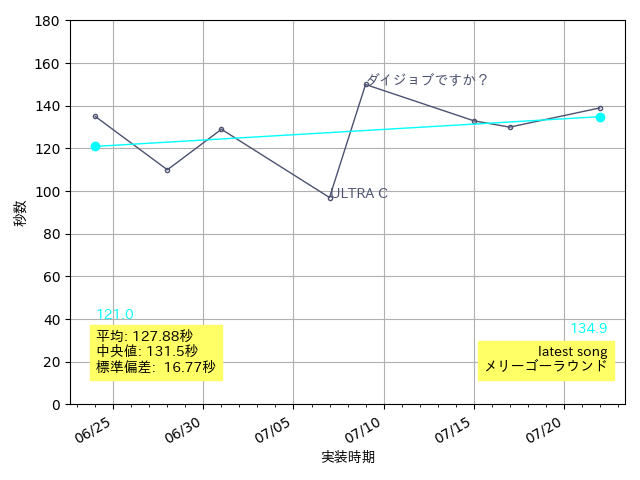 180
160
140
120
100
80
60
40
20
0
秒数
ダイジョブですか？
ULTRA C
121.0
134.9
平均: 127.88秒
中央値: 131.5秒
標準偏差: 16.77秒
latest song
メリーゴーラウンド
06/25
06/30
07/05
07/10
07/15
07/20
実装時期